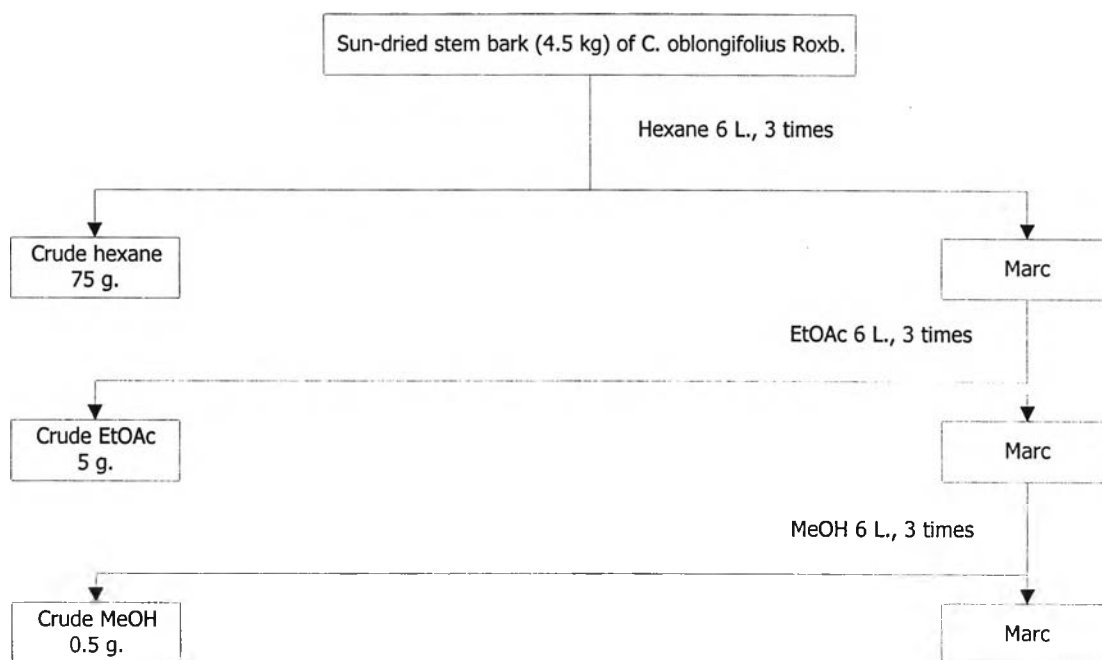 Sun-dried stem bark (4.5 kg) of C. oblongifolius Roxb.
Hexane 6 L., 3 times
Crude hexane
75 g.
Marc
EtOAc 6 L., 3 times
Crude EtOAc
5 g.
Marc
MeOH 6 L., 3 times
Crude MeOH
0.5 g.
Marc